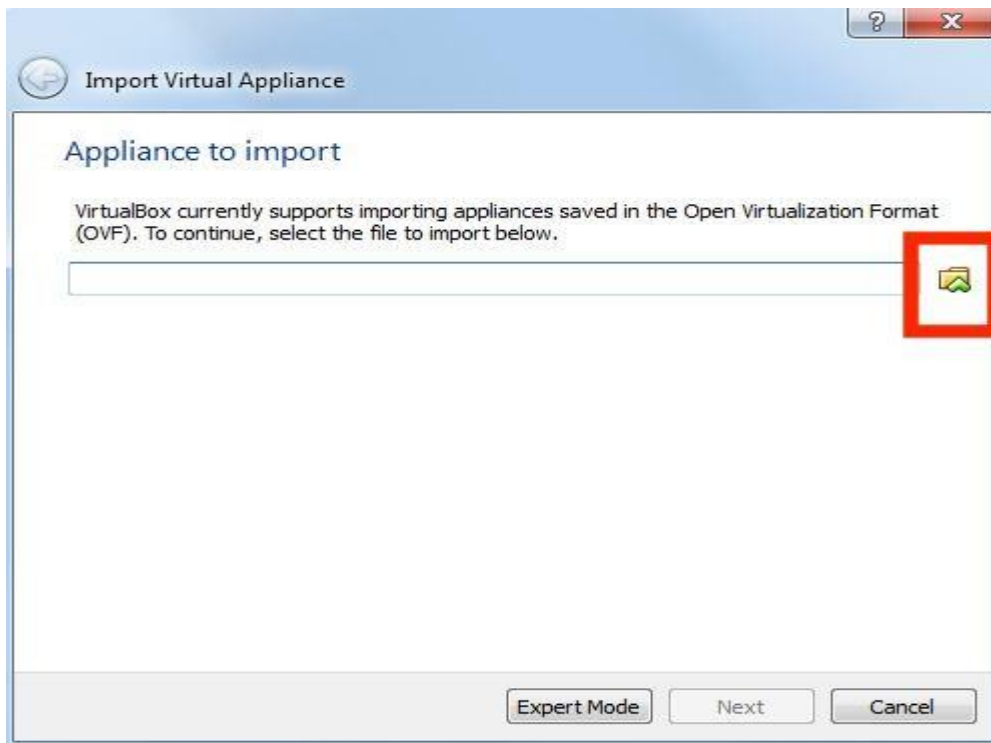 Import Virtual Appliance
Appliance to import
VirtualBox currently supports importing appliances saved in the Open Virtualization Format
(OVF). To continue, select the file to import below.
Expert Mode Next Cancel